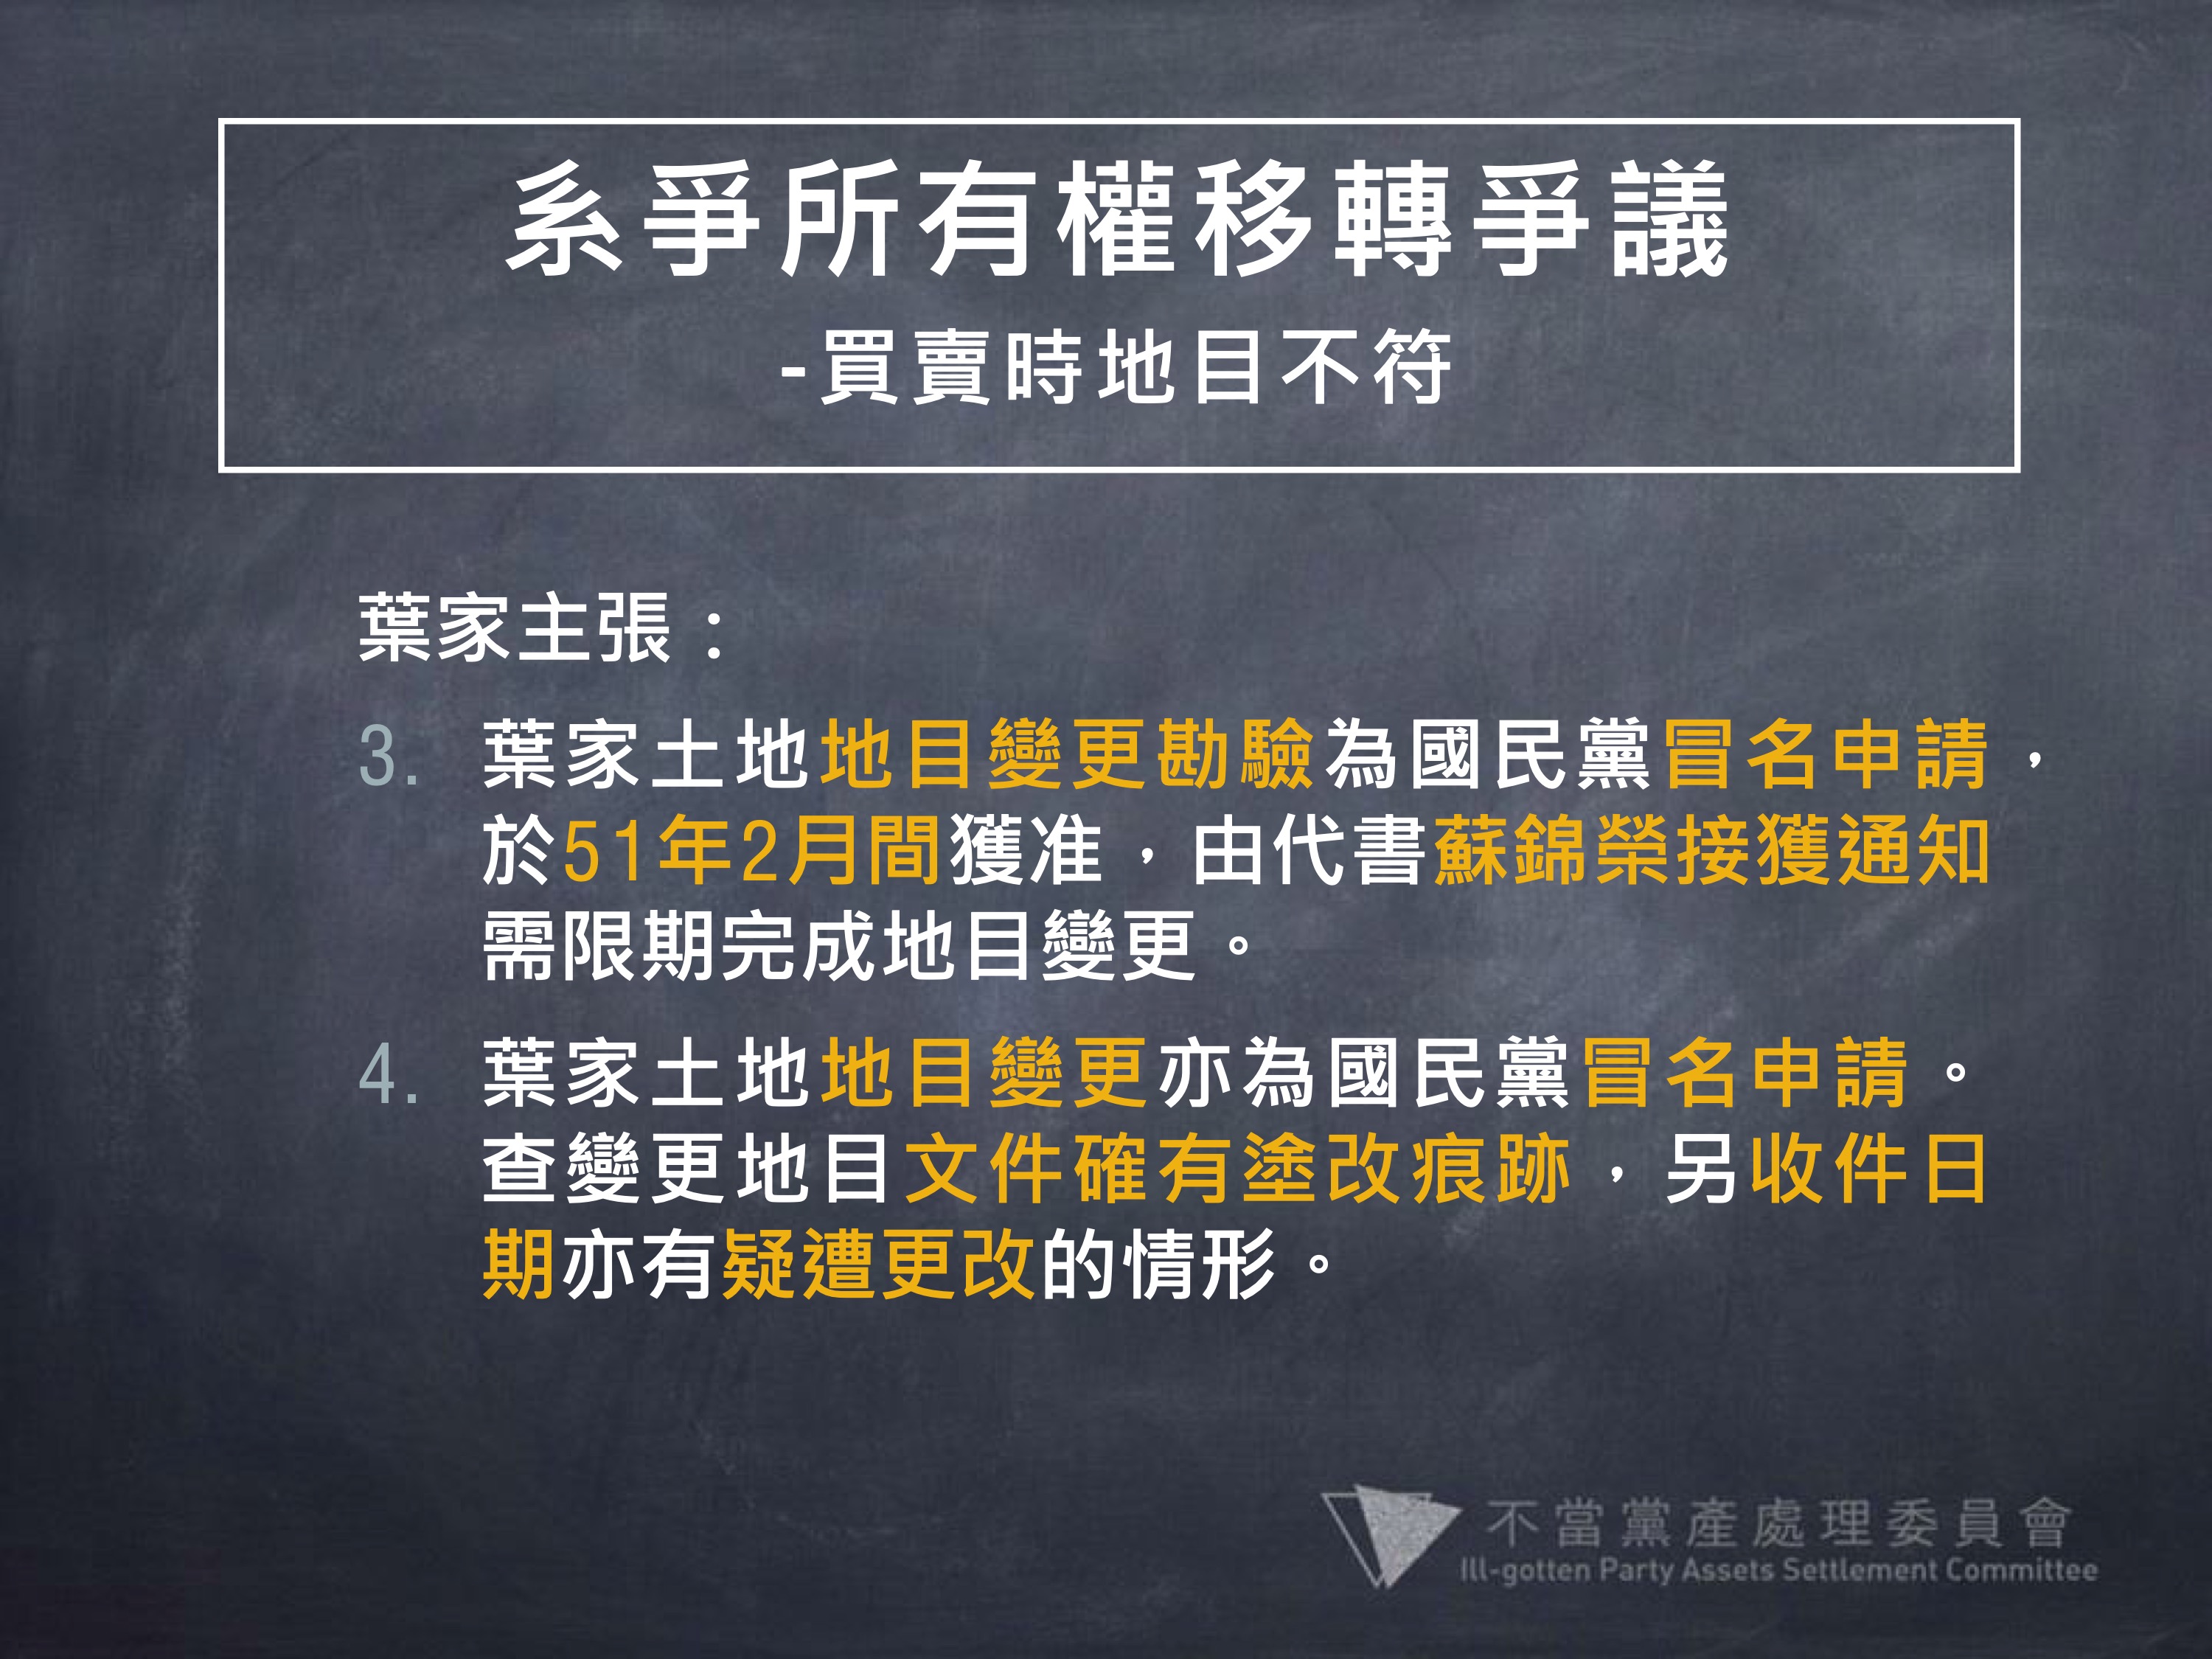 系爭所有權移轉爭議
-買賣時地目不符
葉家主張：
3. 葉家土地地目變更勘驗為國民黨冒名申請，
於51年2月間獲准，由代書蘇錦榮接獲通知
需限期完成地目變更。
4. 葉家土地地目變更亦為國民黨冒名申請。
查變更地目文件確有塗改痕跡，另收件日
期亦有疑遭更改的情形。
不當黨產處理委員會
Ill-gotten Party Assets Settlement Committee